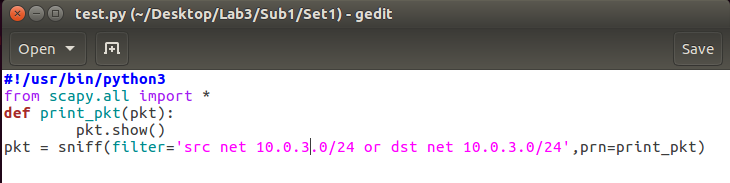 test.py (~/Desktop/Lab3/Sub1/Set1) - gedit
Open Save
#!/usr/bin/python3
from scapy.all import *
def print_pkt(pkt):
        pkt.show()
pkt = sniff(filter='src net 10.0.3.0/24 or dst net 10.0.3.0/24',prn=print_pkt)